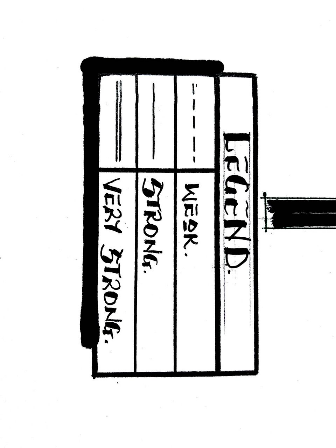 LEGEND.
WEAK.
STRONG.
VERY STRONG.